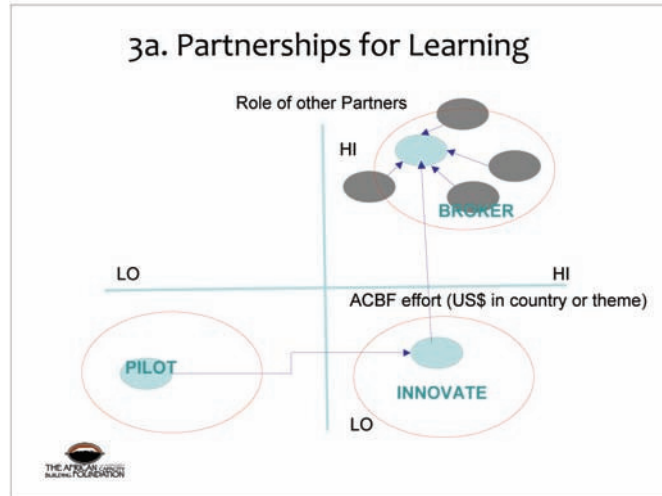 3a. Partnerships for Learning
Role of other Partners
HI
BROKER
LO
HI
ACBF effort (US$ in country or theme)
PILOT
INNOVATE
LO
THE AFRICAN CAPACITY
BUILDING FOUNDATION